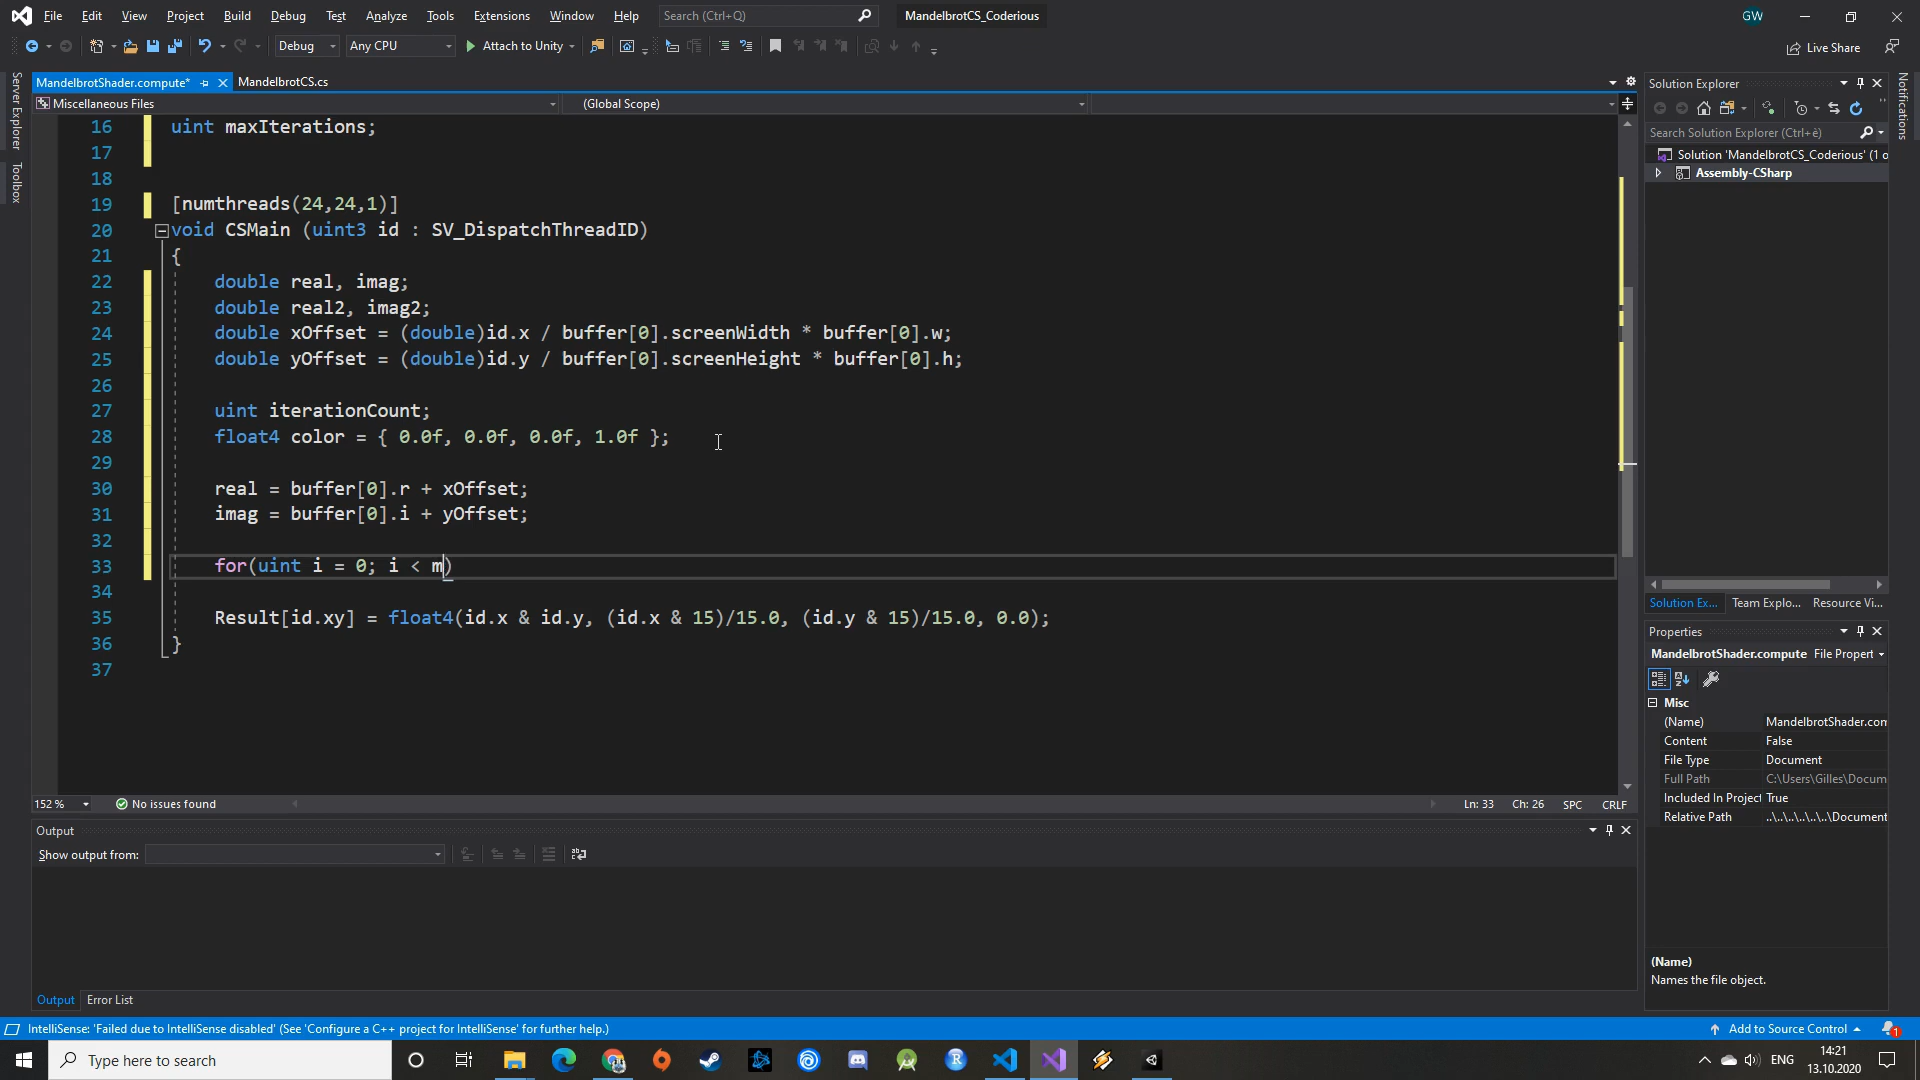 File Edit View Project Build Debug Test Analyze Tools Extensions Window Help Search (Ctrl+Q) MandelbrotCS_Coderious GW
Debug Any CPU Attach to Unity Live Share
MandelbrotShader.compute* MandelbrotCS.cs
Miscellaneous Files (Global Scope)
Server Explorer
Toolbox
16 uint maxIterations;
17
18
19 [numthreads(24,24,1)]
20 void CSMain (uint3 id : SV_DispatchThreadID)
21 {
22 double real, imag;
23 double real2, imag2;
24 double xOffset = (double)id.x / buffer[0].screenWidth * buffer[0].w;
25 double yOffset = (double)id.y / buffer[0].screenHeight * buffer[0].h;
26
27 uint iterationCount;
28 float4 color = { 0.0f, 0.0f, 0.0f, 1.0f };
29
30 real = buffer[0].r + xOffset;
31 imag = buffer[0].i + yOffset;
32
33 for(uint i = 0; i < m)
34
35 Result[id.xy] = float4(id.x & id.y, (id.x & 15)/15.0, (id.y & 15)/15.0, 0.0);
36 }
37
152 % No issues found Ln: 33 Ch: 26 SPC CRLF
Output
Show output from:
Output Error List
Solution Explorer
Search Solution Explorer (Ctrl+è)
Solution 'MandelbrotCS_Coderious' (1 o
Assembly-CSharp
Solution Ex... Team Explo... Resource Vi...
Properties
MandelbrotShader.compute File Propert
Misc
(Name) MandelbrotShader.com
Content False
File Type Document
Full Path C:\Users\Gilles\Docum
Included In Project True
Relative Path ..\..\..\..\..\Document
(Name)
Names the file object.
Notifications
IntelliSense: 'Failed due to IntelliSense disabled' (See 'Configure a C++ project for IntelliSense' for further help.) Add to Source Control 1
Type here to search ENG 14:21
13.10.2020